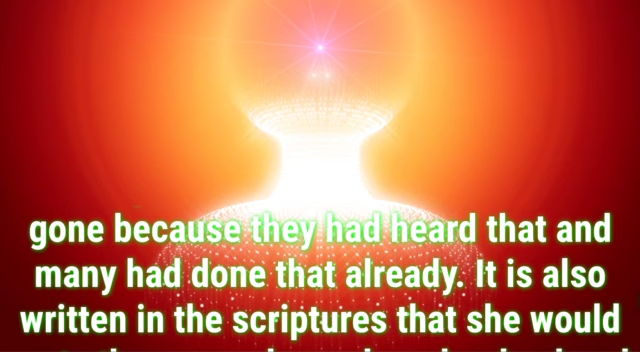 gone because they had heard that and
many had done that already. It is also
written in the scriptures that she would